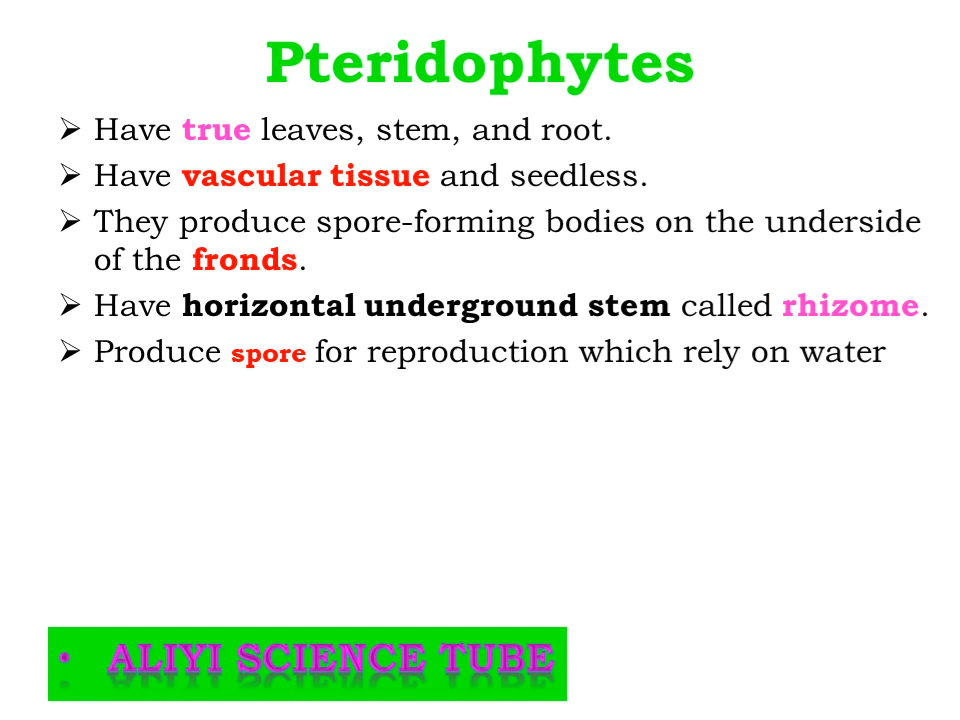 Pteridophytes
➢ Have true leaves, stem, and root.
➢ Have vascular tissue and seedless.
➢ They produce spore-forming bodies on the underside
of the fronds.
➢ Have horizontal underground stem called rhizome.
➢ Produce spore for reproduction which rely on water
• ALIYI SCIENCE TUBE